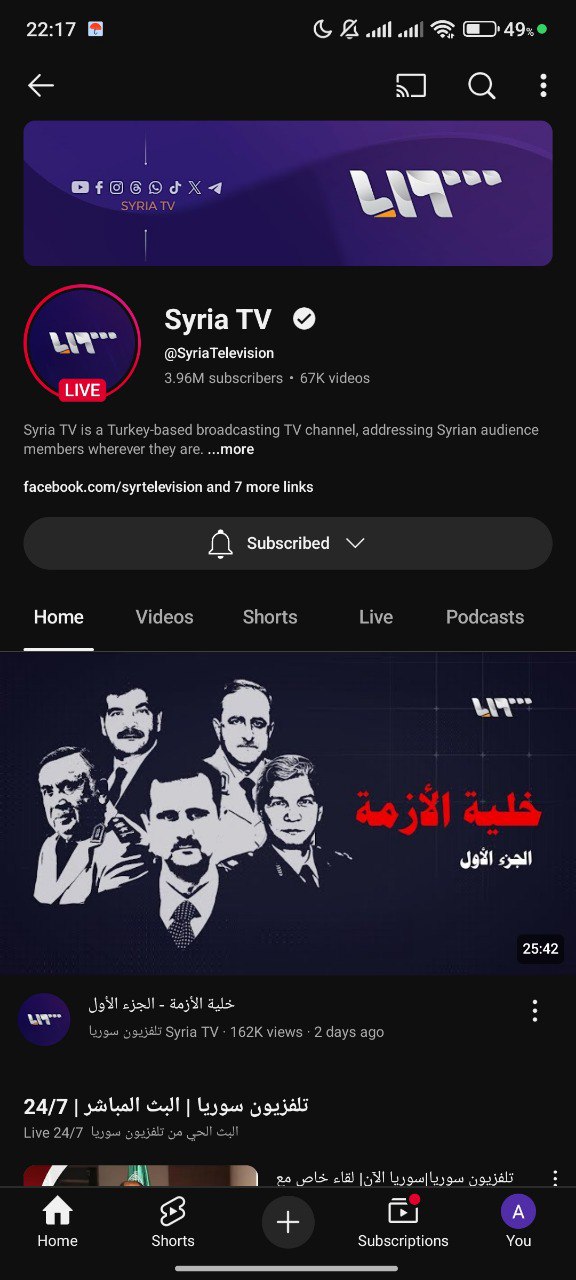 22:17
49%
SYRIA TV
LIVE
Syria TV
@SyriaTelevision
3.96M subscribers • 67K videos
Syria TV is a Turkey-based broadcasting TV channel, addressing Syrian audience
members wherever they are. ...more
facebook.com/syrtelevision and 7 more links
Subscribed
Home Videos Shorts Live Podcasts
خلية الأزمة
الجزء الأول
25:42
خلية الأزمة - الجزء الأول
تلفزيون سوريا Syria TV · 162K views · 2 days ago
تلفزيون سوريا | البث المباشر | 24/7
البث الحي من تلفزيون سوريا Live 24/7
تلفزيون سوريا|سوريا الآن| لقاء خاص مع
A
Home Shorts Subscriptions You